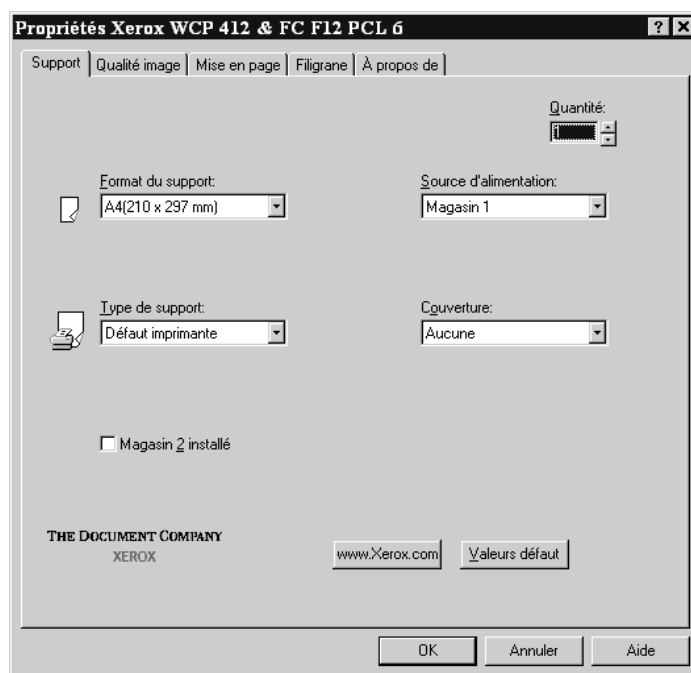 Propriétés Xerox WCP 412 & FC F12 PCL 6
Support Qualité image Mise en page Filigrane À propos de
Quantité:
1
Format du support: Source d'alimentation:
A4(210 x 297 mm) Magasin 1
Type de support: Couverture:
Défaut imprimante Aucune
Magasin 2 installé
THE DOCUMENT COMPANY
XEROX
www.Xerox.com Valeurs défaut
OK Annuler Aide